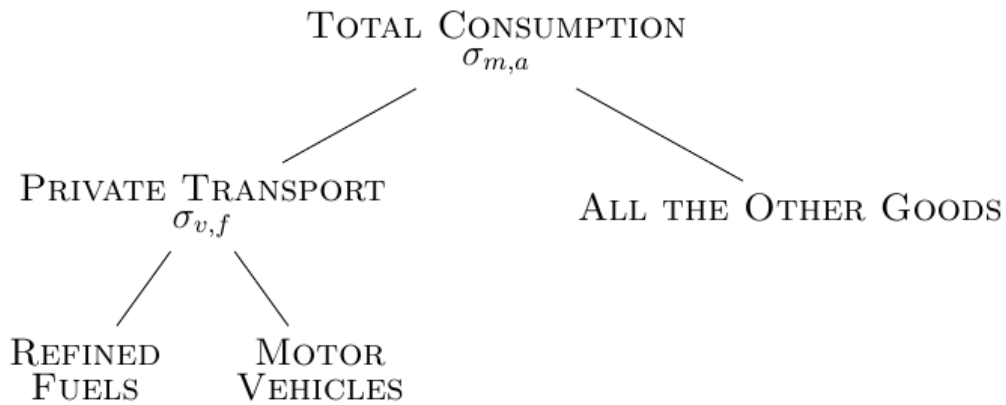 TOTAL CONSUMPTION
σm,a
PRIVATE TRANSPORT
σv,f
ALL THE OTHER GOODS
REFINED
FUELS
MOTOR
VEHICLES